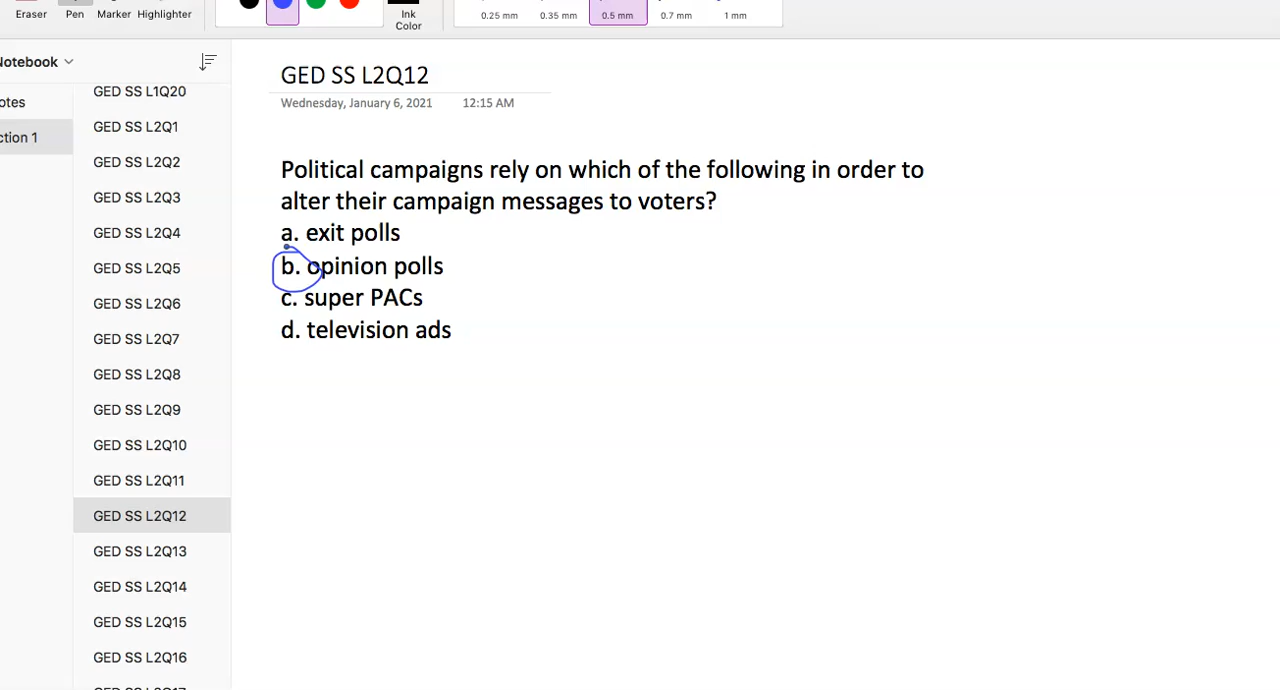 Eraser
Pen
Marker
Highlighter
Ink
Color
0.25 mm
0.35 mm
0.5 mm
0.7 mm
1 mm
Notebook
otes
ction 1
GED SS L1Q20
GED SS L2Q1
GED SS L2Q2
GED SS L2Q3
GED SS L2Q4
GED SS L2Q5
GED SS L2Q6
GED SS L2Q7
GED SS L2Q8
GED SS L2Q9
GED SS L2Q10
GED SS L2Q11
GED SS L2Q12
GED SS L2Q13
GED SS L2Q14
GED SS L2Q15
GED SS L2Q16
GED SS L2Q12
Wednesday, January 6, 2021 12:15 AM
Political campaigns rely on which of the following in order to
alter their campaign messages to voters?
a. exit polls
b. opinion polls
c. super PACs
d. television ads